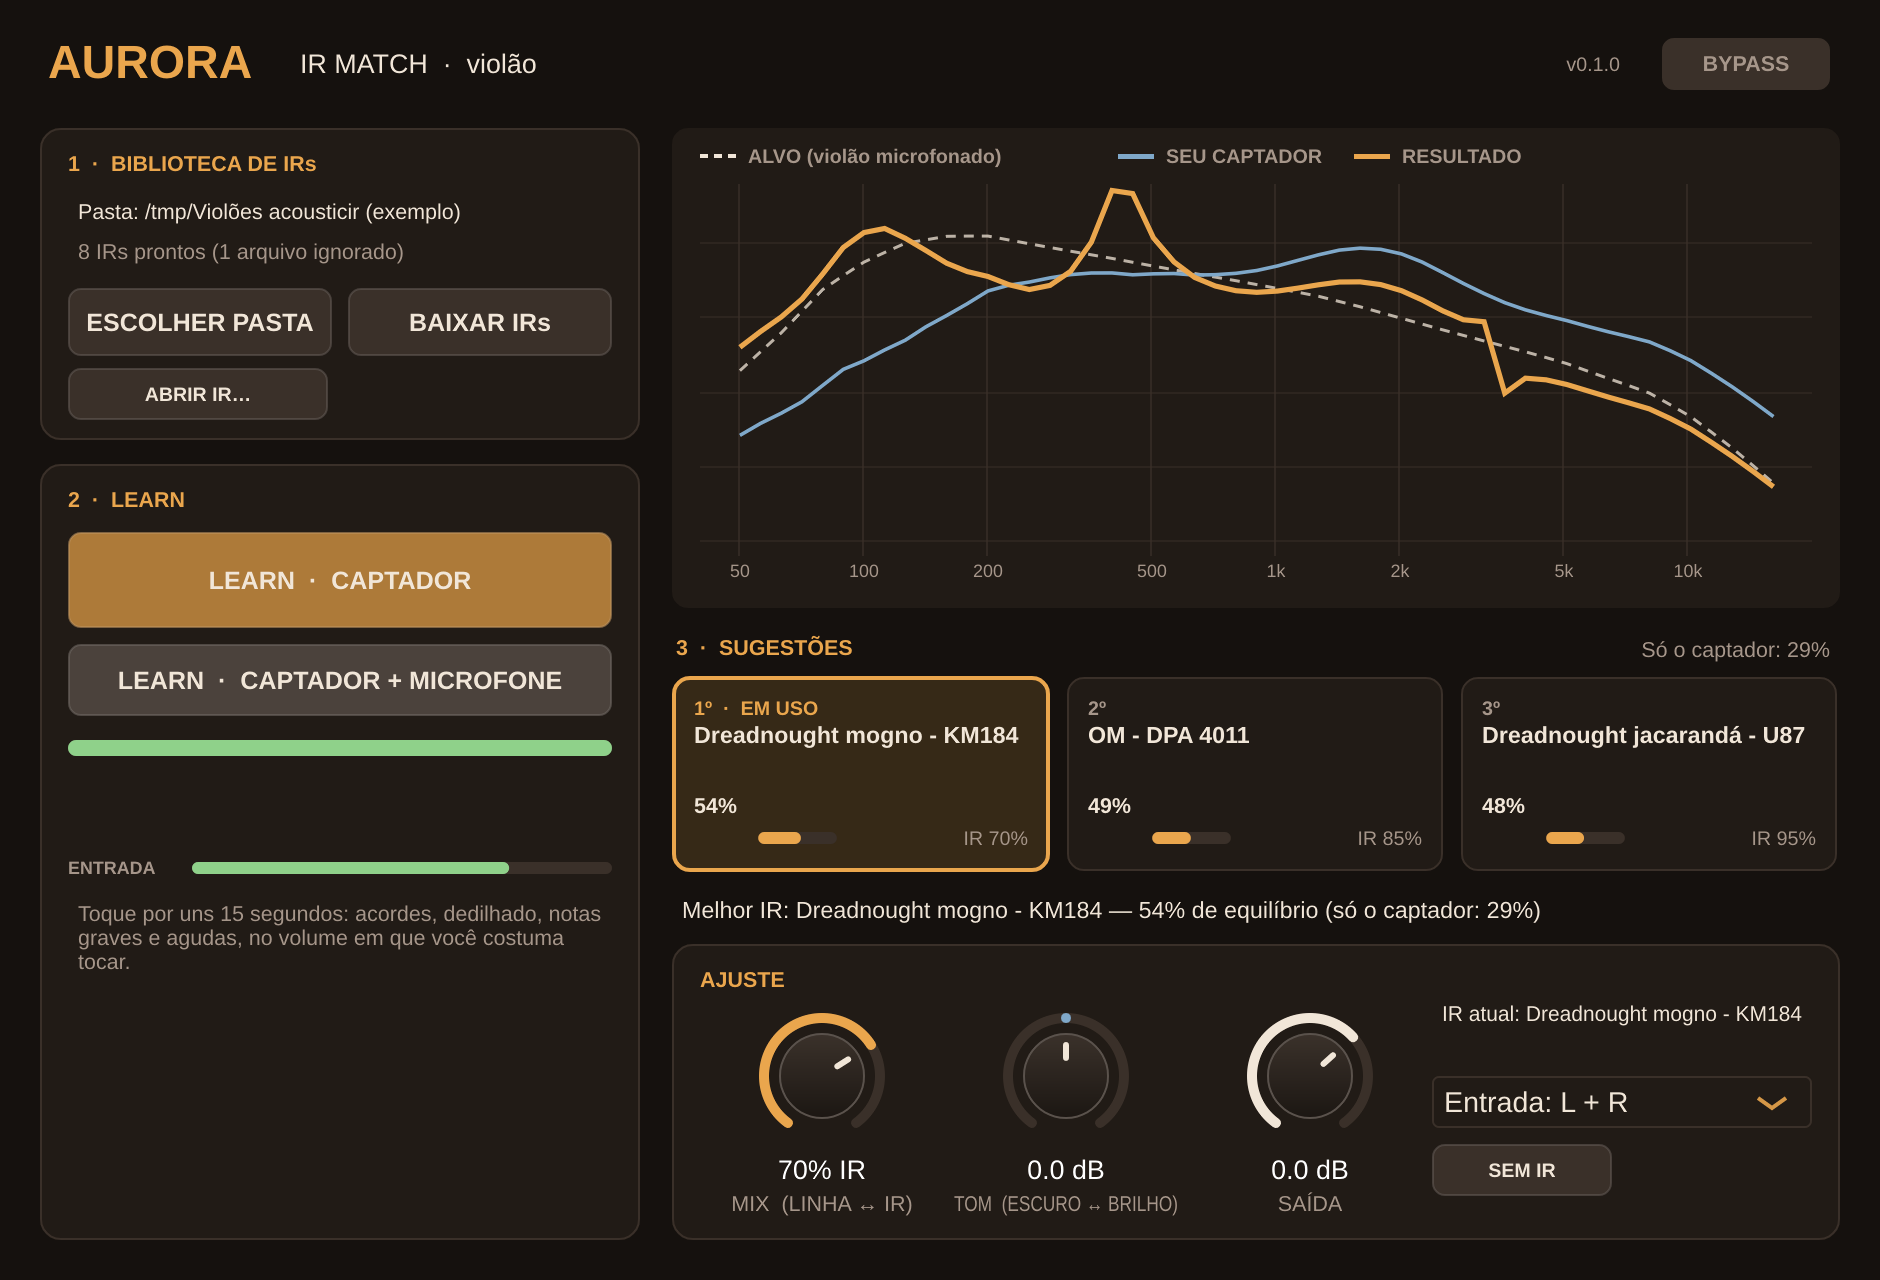 AURORA
IR MATCH · violão
v0.1.0
BYPASS
1 · BIBLIOTECA DE IRs
Pasta: /tmp/Violões acousticir (exemplo)
8 IRs prontos (1 arquivo ignorado)
ESCOLHER PASTA
BAIXAR IRs
ABRIR IR...
2 · LEARN
LEARN · CAPTADOR
LEARN · CAPTADOR + MICROFONE
ENTRADA
Toque por uns 15 segundos: acordes, dedilhado, notas
graves e agudas, no volume em que você costuma
tocar.
ALVO (violão microfonado)
SEU CAPTADOR
RESULTADO
50 100 200 500 1k 2k 5k 10k
3 · SUGESTÕES
Só o captador: 29%
1º · EM USO
Dreadnought mogno - KM184
54%
IR 70%
2º
OM - DPA 4011
49%
IR 85%
3º
Dreadnought jacarandá - U87
48%
IR 95%
Melhor IR: Dreadnought mogno - KM184 — 54% de equilíbrio (só o captador: 29%)
AJUSTE
70% IR
MIX (LINHA ↔ IR)
0.0 dB
TOM (ESCURO ↔ BRILHO)
0.0 dB
SAÍDA
IR atual: Dreadnought mogno - KM184
Entrada: L + R
SEM IR